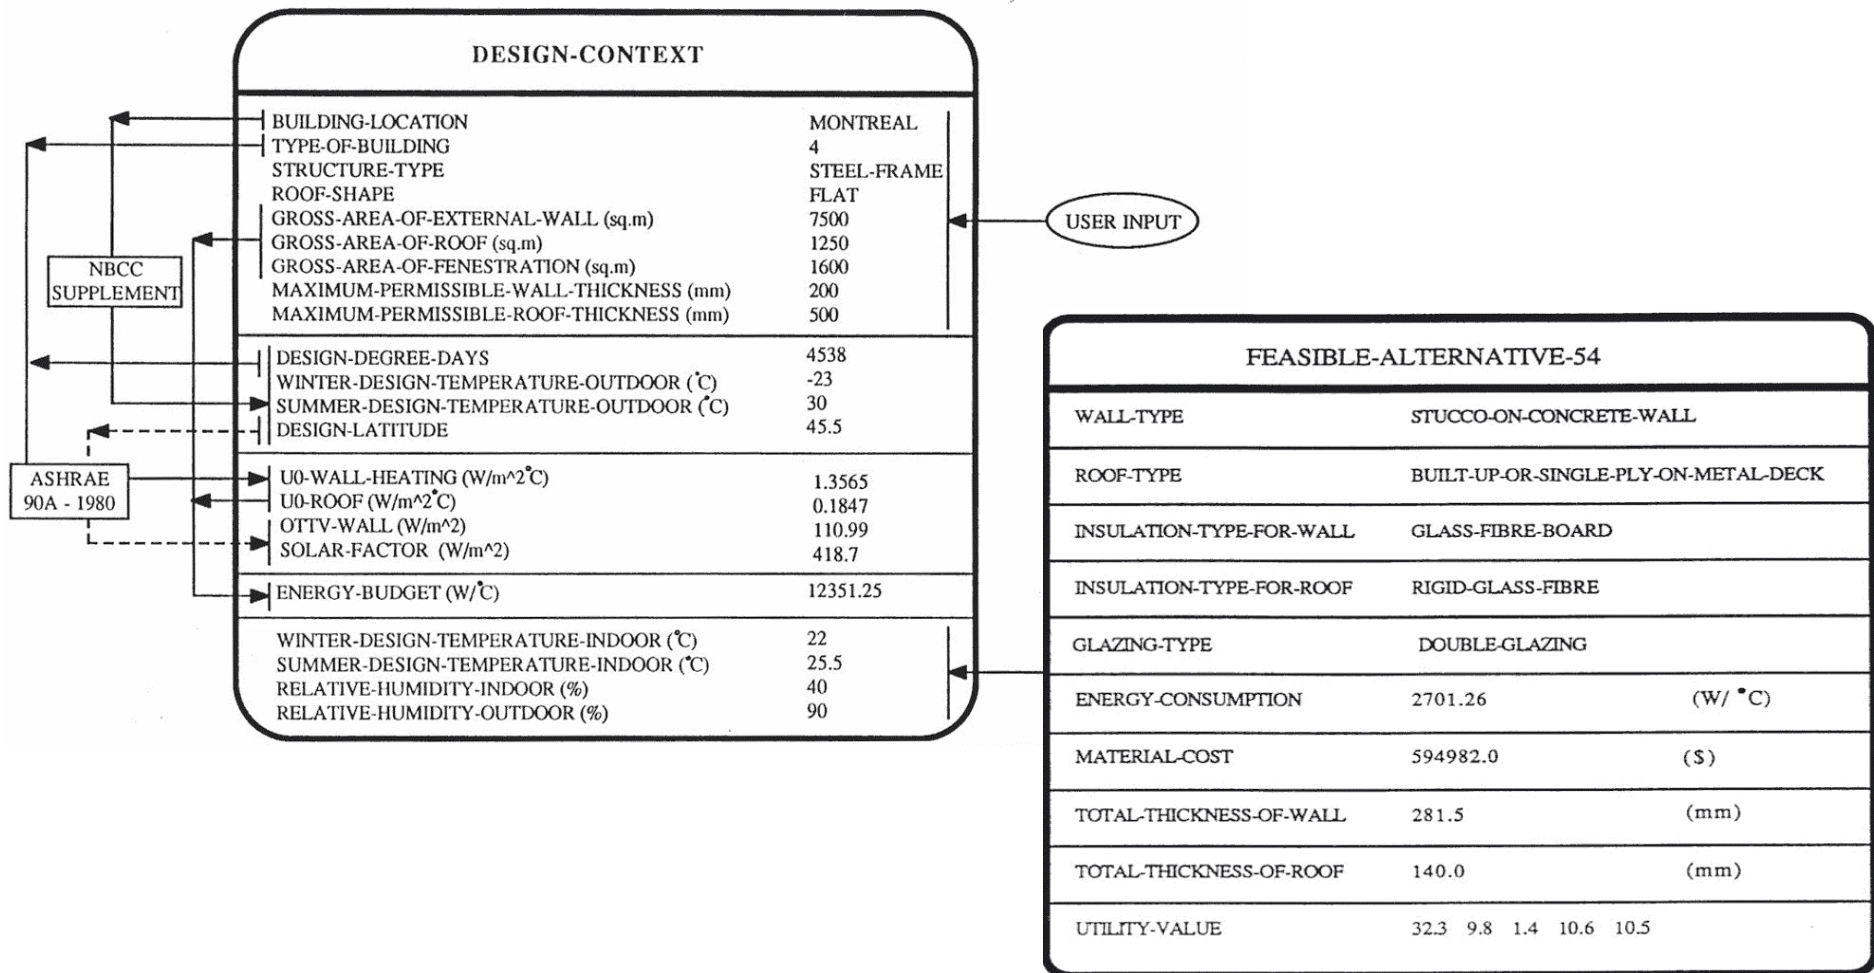 DESIGN-CONTEXT
BUILDING-LOCATION MONTREAL
TYPE-OF-BUILDING 4
STRUCTURE-TYPE STEEL-FRAME
ROOF-SHAPE FLAT
GROSS-AREA-OF-EXTERNAL-WALL (sq.m) 7500
GROSS-AREA-OF-ROOF (sq.m) 1250
GROSS-AREA-OF-FENESTRATION (sq.m) 1600
MAXIMUM-PERMISSIBLE-WALL-THICKNESS (mm) 200
MAXIMUM-PERMISSIBLE-ROOF-THICKNESS (mm) 500
USER INPUT
NBCC
SUPPLEMENT
DESIGN-DEGREE-DAYS 4538
WINTER-DESIGN-TEMPERATURE-OUTDOOR (°C) -23
SUMMER-DESIGN-TEMPERATURE-OUTDOOR (°C) 30
DESIGN-LATITUDE 45.5
ASHRAE
90A - 1980
U0-WALL-HEATING (W/m^2°C) 1.3565
U0-ROOF (W/m^2°C) 0.1847
OTTV-WALL (W/m^2) 110.99
SOLAR-FACTOR (W/m^2) 418.7
ENERGY-BUDGET (W/°C) 12351.25
WINTER-DESIGN-TEMPERATURE-INDOOR (°C) 22
SUMMER-DESIGN-TEMPERATURE-INDOOR (°C) 25.5
RELATIVE-HUMIDITY-INDOOR (%) 40
RELATIVE-HUMIDITY-OUTDOOR (%) 90
FEASIBLE-ALTERNATIVE-54
WALL-TYPE STUCCO-ON-CONCRETE-WALL
ROOF-TYPE BUILT-UP-OR-SINGLE-PLY-ON-METAL-DECK
INSULATION-TYPE-FOR-WALL GLASS-FIBRE-BOARD
INSULATION-TYPE-FOR-ROOF RIGID-GLASS-FIBRE
GLAZING-TYPE DOUBLE-GLAZING
ENERGY-CONSUMPTION 2701.26 (W/ °C)
MATERIAL-COST 594982.0 ($)
TOTAL-THICKNESS-OF-WALL 281.5 (mm)
TOTAL-THICKNESS-OF-ROOF 140.0 (mm)
UTILITY-VALUE 32.3 9.8 1.4 10.6 10.5